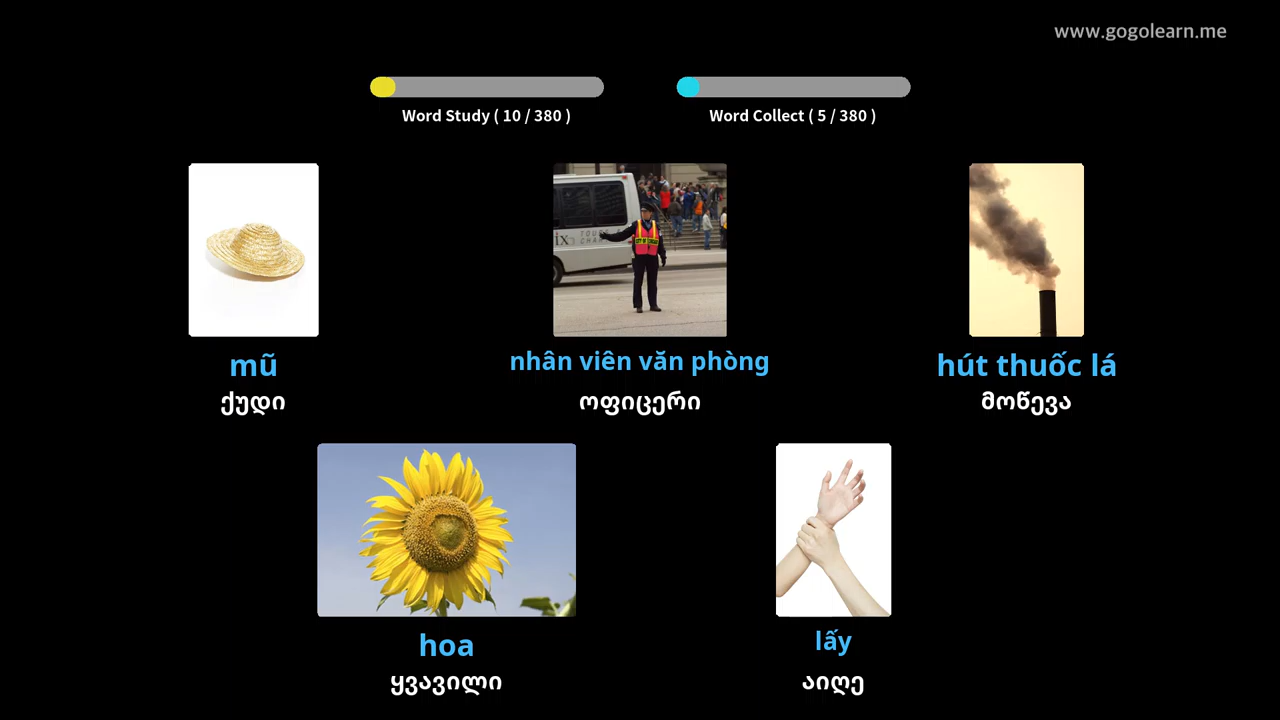 www.gogolearn.me
Word Study ( 10 / 380 )
Word Collect ( 5 / 380 )
mũ
nhân viên văn phòng
hút thuốc lá
ქუდი
ოფიცერი
მოწევა
hoa
lấy
ყვავილი
აიღე